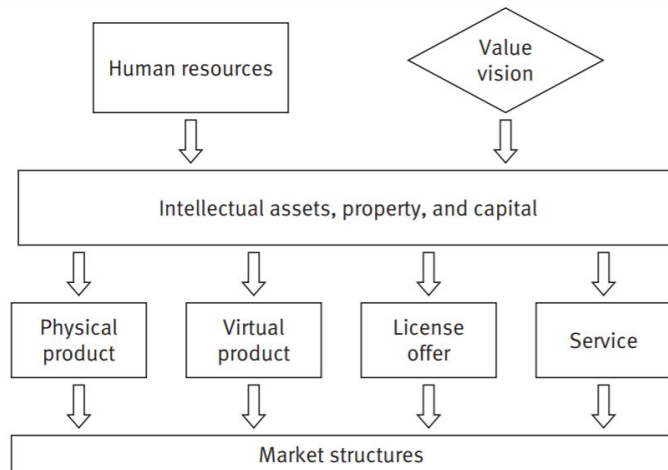 Human resources
Value
vision
Intellectual assets, property, and capital
Physical
product
Virtual
product
License
offer
Service
Market structures